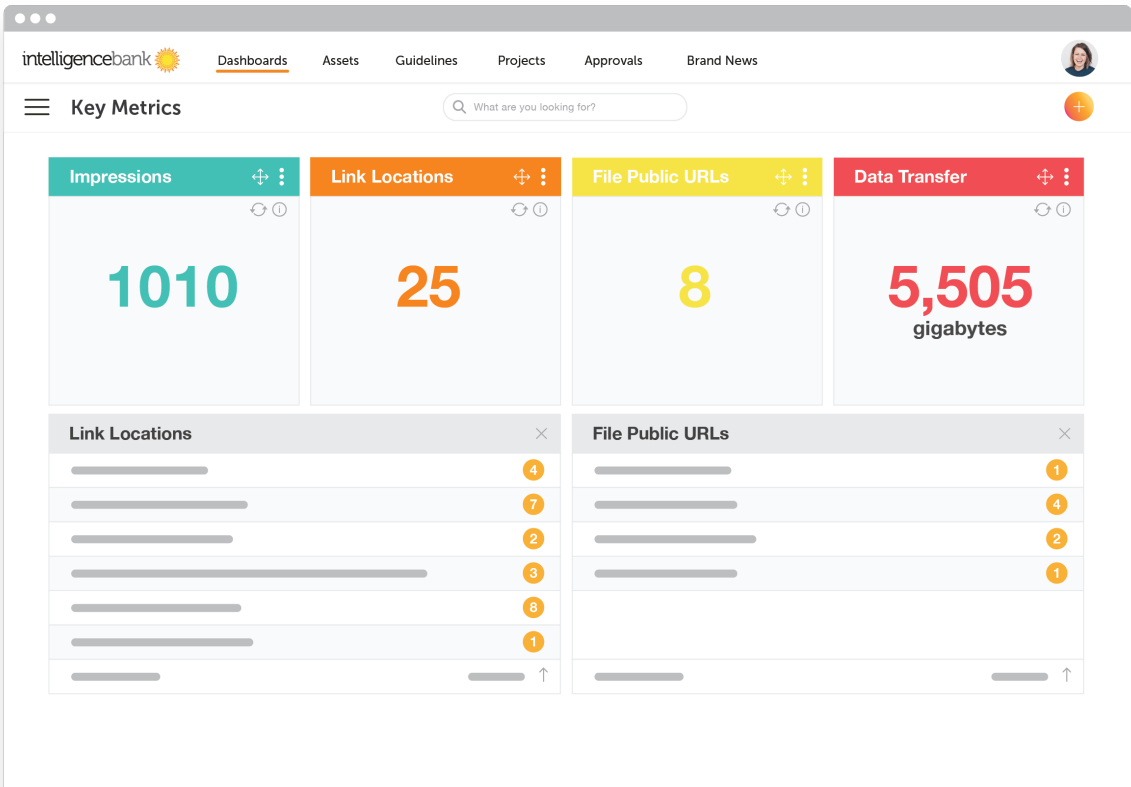 intelligencebank Dashboards Assets Guidelines Projects Approvals Brand News
Key Metrics What are you looking for?
Impressions Link Locations File Public URLs Data Transfer
1010 25 8 5,505
gigabytes
Link Locations File Public URLs
4 1
7 4
2 2
3 1
8
1